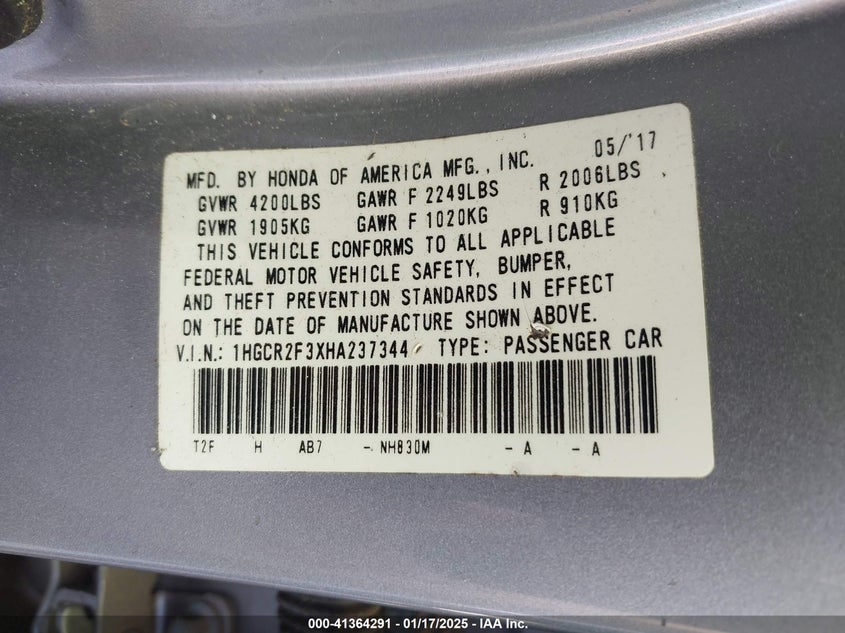 MFD. BY HONDA OF AMERICA MFG., INC. 05/'17
GVWR 4200LBS GAWR F 2249LBS R 2006LBS
GVWR 1905KG GAWR F 1020KG R 910KG
THIS VEHICLE CONFORMS TO ALL APPLICABLE
FEDERAL MOTOR VEHICLE SAFETY, BUMPER,
AND THEFT PREVENTION STANDARDS IN EFFECT
ON THE DATE OF MANUFACTURE SHOWN ABOVE.
V.I.N.: 1HGCR2F3XHA237344 TYPE: PASSENGER CAR
T2F H AB7 - NH830M - A - A
000-41364291 - 01/17/2025 - IAA Inc.